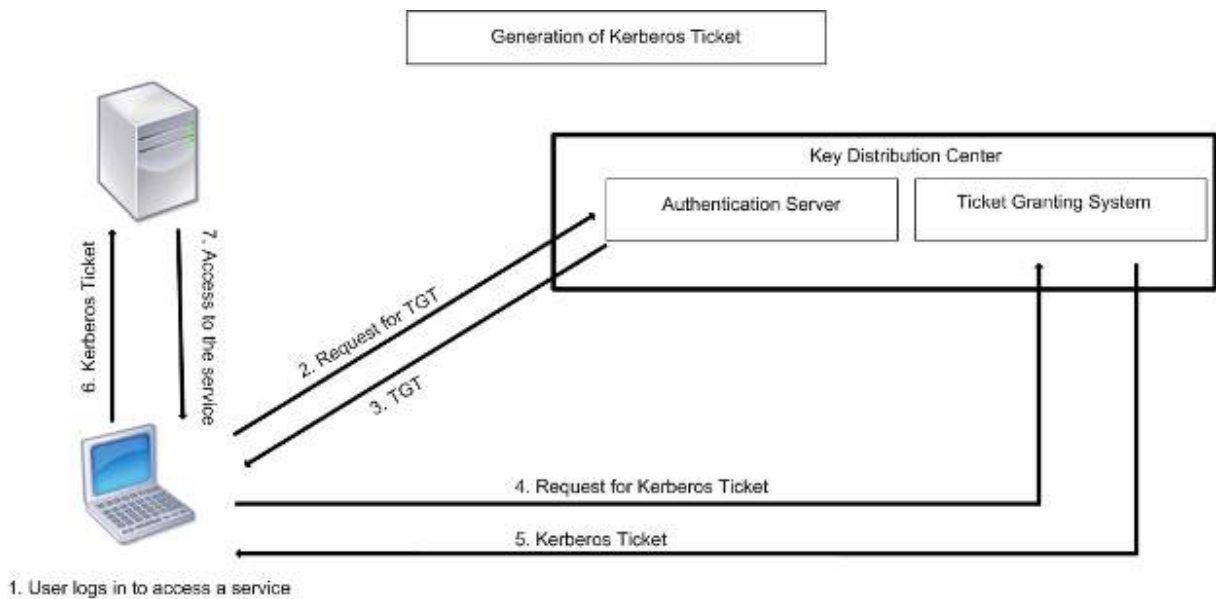 Generation of Kerberos Ticket
Key Distribution Center
Authentication Server
Ticket Granting System
6. Kerberos Ticket
7. Access to the service
2. Request for TGT
3. TGT
4. Request for Kerberos Ticket
5. Kerberos Ticket
1. User logs in to access a service